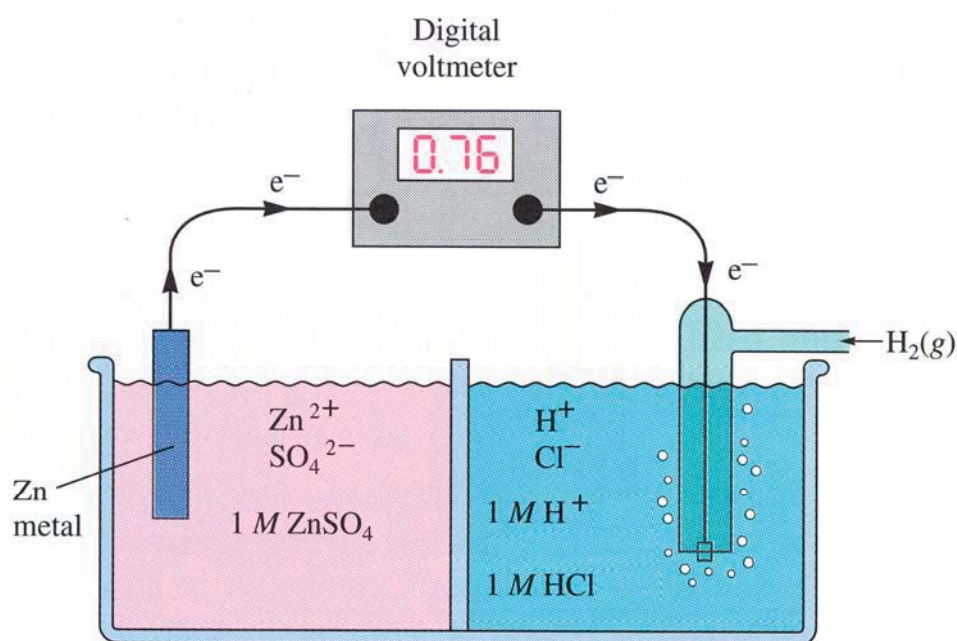 Digital
voltmeter
0.76
e⁻
e⁻
e⁻
e⁻
H₂(g)
Zn²⁺
SO₄²⁻
1 M ZnSO₄
H⁺
Cl⁻
1 M H⁺
1 M HCl
Zn
metal